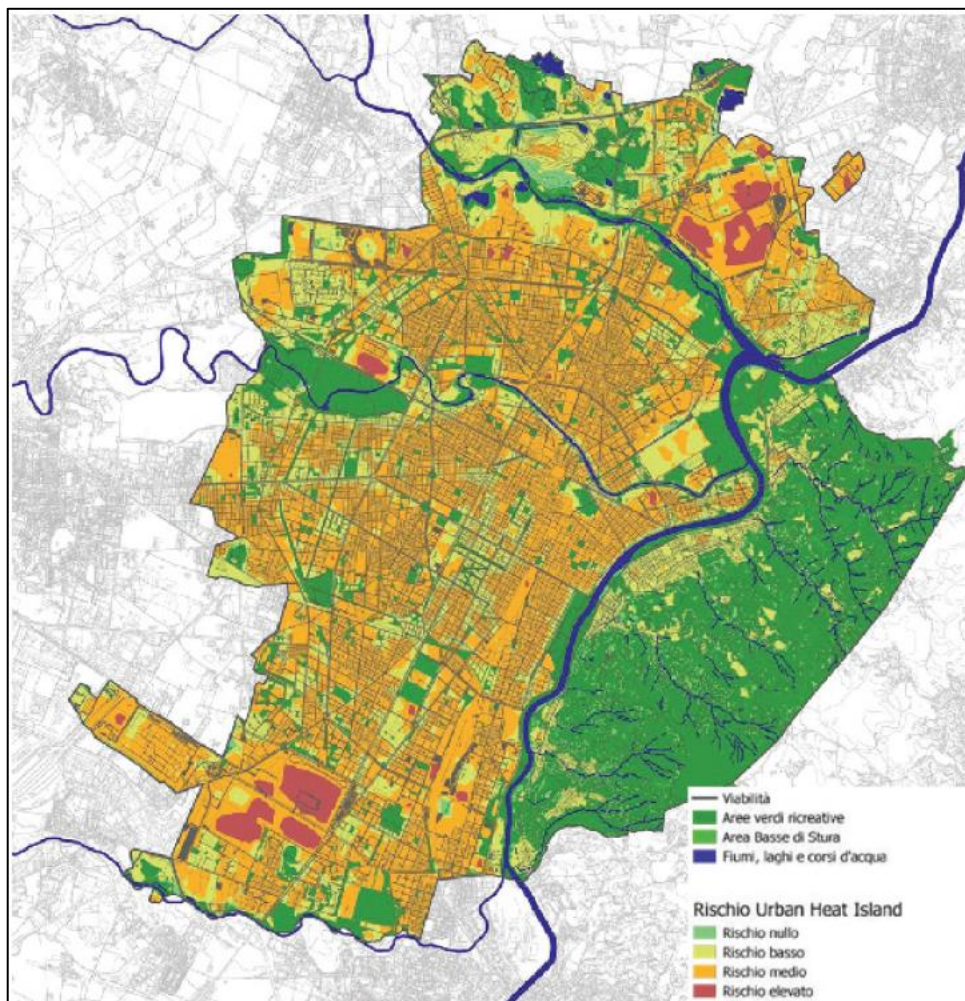 Viabilità
Aree verdi ricreative
Area Basse di Stura
Fiumi, laghi e corsi d'acqua
Rischio Urban Heat Island
Rischio nullo
Rischio basso
Rischio medio
Rischio elevato